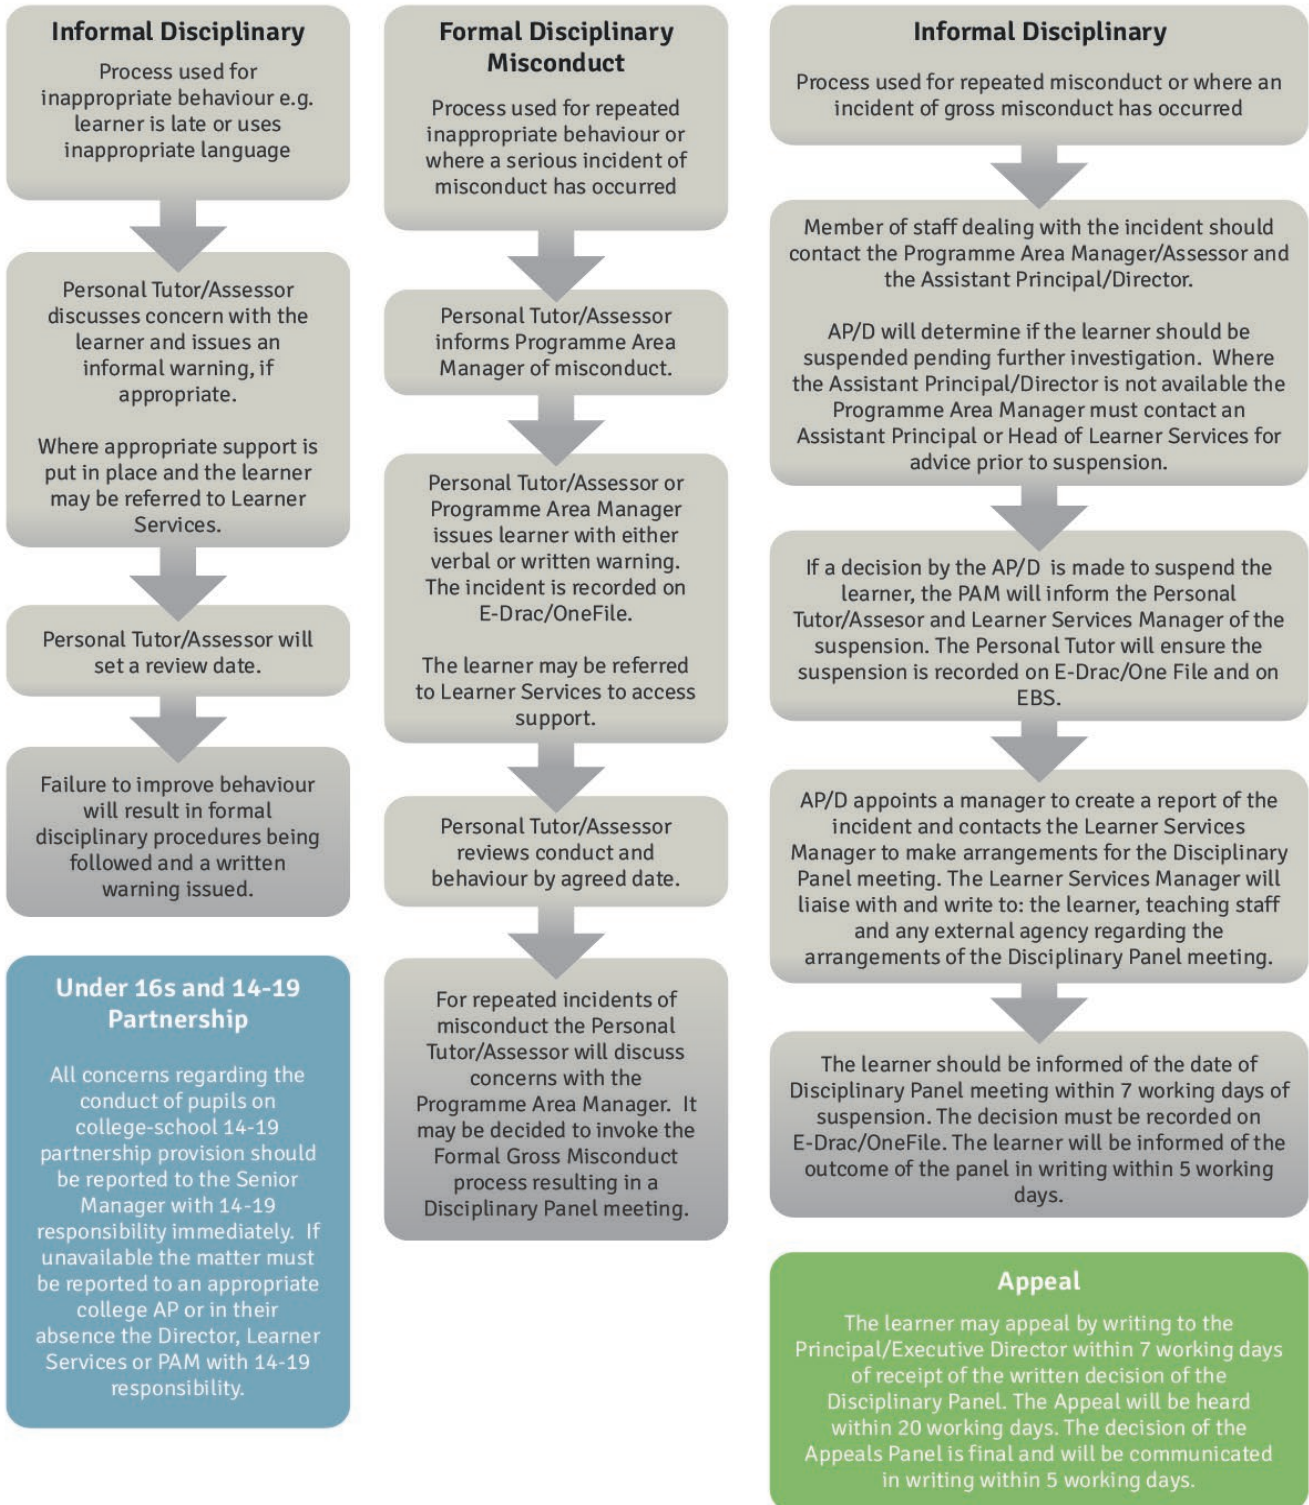 Informal Disciplinary
Process used for
inappropriate behaviour e.g.
learner is late or uses
inappropriate language
Personal Tutor/Assessor
discusses concern with the
learner and issues an
informal warning, if
appropriate.
Where appropriate support is
put in place and the learner
may be referred to Learner
Services.
Personal Tutor/Assessor will
set a review date.
Failure to improve behaviour
will result in formal
disciplinary procedures being
followed and a written
warning issued.
Under 16s and 14-19
Partnership
All concerns regarding the
conduct of pupils on
college-school 14-19
partnership provision should
be reported to the Senior
Manager with 14-19
responsibility immediately.  If
unavailable the matter must
be reported to an appropriate
college AP or in their
absence the Director, Learner
Services or PAM with 14-19
responsibility.
Formal Disciplinary
Misconduct
Process used for repeated
inappropriate behaviour or
where a serious incident of
misconduct has occurred
Personal Tutor/Assessor
informs Programme Area
Manager of misconduct.
Personal Tutor/Assessor or
Programme Area Manager
issues learner with either
verbal or written warning.
The incident is recorded on
E-Drac/OneFile.
The learner may be referred
to Learner Services to access
support.
Personal Tutor/Assessor
reviews conduct and
behaviour by agreed date.
For repeated incidents of
misconduct the Personal
Tutor/Assessor will discuss
concerns with the
Programme Area Manager.  It
may be decided to invoke the
Formal Gross Misconduct
process resulting in a
Disciplinary Panel meeting.
Informal Disciplinary
Process used for repeated misconduct or where an
incident of gross misconduct has occurred
Member of staff dealing with the incident should
contact the Programme Area Manager/Assessor and
the Assistant Principal/Director.
AP/D will determine if the learner should be
suspended pending further investigation.  Where
the Assistant Principal/Director is not available the
Programme Area Manager must contact an
Assistant Principal or Head of Learner Services for
advice prior to suspension.
If a decision by the AP/D  is made to suspend the
learner, the PAM will inform the Personal
Tutor/Assesor and Learner Services Manager of the
suspension. The Personal Tutor will ensure the
suspension is recorded on E-Drac/One File and on
EBS.
AP/D appoints a manager to create a report of the
incident and contacts the Learner Services
Manager to make arrangements for the Disciplinary
Panel meeting. The Learner Services Manager will
liaise with and write to: the learner, teaching staff
and any external agency regarding the
arrangements of the Disciplinary Panel meeting.
The learner should be informed of the date of
Disciplinary Panel meeting within 7 working days of
suspension. The decision must be recorded on
E-Drac/OneFile. The learner will be informed of the
outcome of the panel in writing within 5 working
days.
Appeal
The learner may appeal by writing to the
Principal/Executive Director within 7 working days
of receipt of the written decision of the
Disciplinary Panel. The Appeal will be heard
within 20 working days. The decision of the
Appeals Panel is final and will be communicated
in writing within 5 working days.